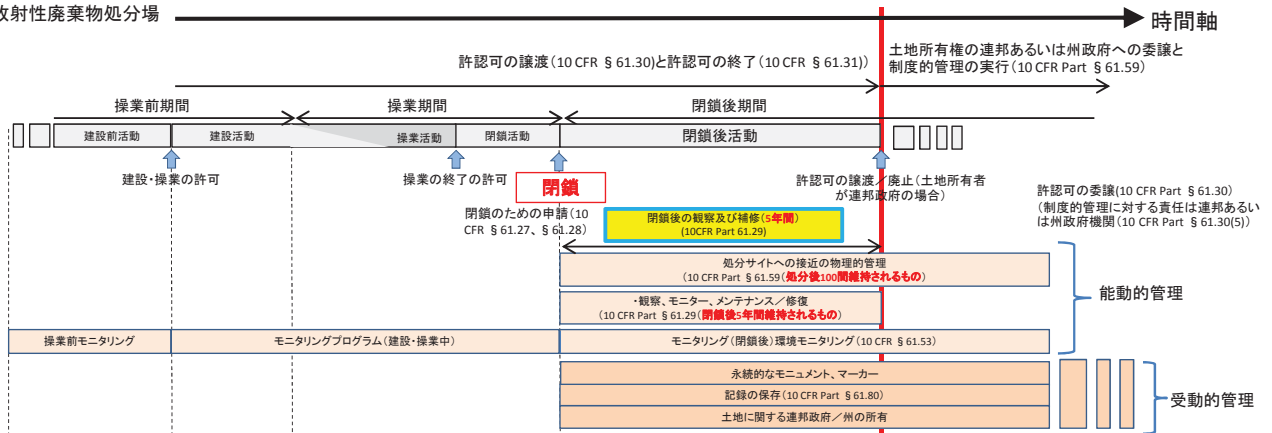 放射性廃棄物処分場
時間軸
許認可の譲渡(10 CFR §61.30)と許認可の終了(10 CFR §61.31))
土地所有権の連邦あるいは州政府への委譲と
制度的管理の実行(10 CFR Part §61.59)
操業前期間
操業期間
閉鎖後期間
建設前活動
建設活動
操業活動
閉鎖活動
閉鎖後活動
建設・操業の許可
操業の終了の許可
閉鎖
許認可の譲渡/廃止(土地所有者
が連邦政府の場合)
許認可の委譲(10 CFR Part §61.30)
(制度的管理に対する責任は連邦あるい
は州政府機関(10 CFR Part §61.30(5))
閉鎖のための申請(10
CFR §61.27、§61.28)
閉鎖後の観察及び補修(5年間)
(10CFR Part 61.29)
処分サイトへの接近の物理的管理
(10 CFR Part §61.59(処分後100間維持されるもの)
・観察、モニター、メンテナンス/修復
(10 CFR Part §61.29(閉鎖後5年間維持されるもの)
能動的管理
操業前モニタリング
モニタリングプログラム(建設・操業中)
モニタリング(閉鎖後)環境モニタリング(10 CFR §61.53)
永続的なモニュメント、マーカー
記録の保存(10 CFR Part §61.80)
土地に関する連邦政府/州の所有
受動的管理